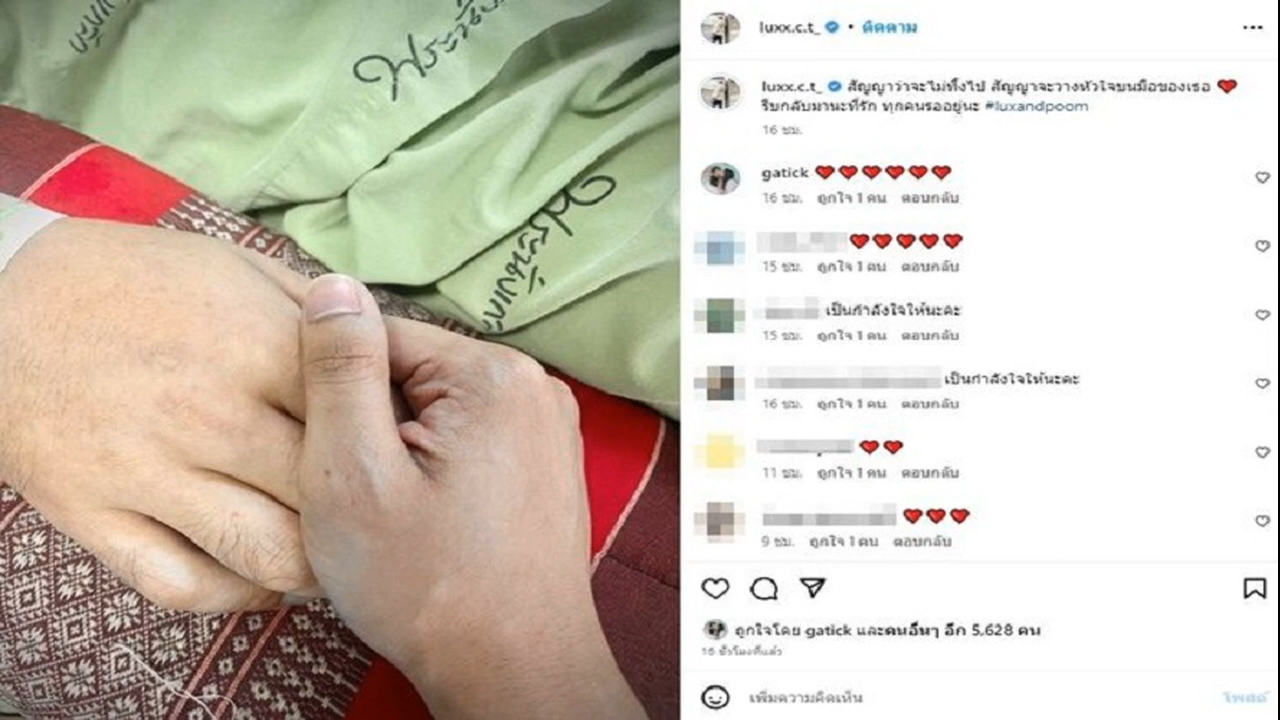 luxx.c.t_ • ติดตาม
luxx.c.t_ สัญญาว่าจะไม่ทิ้งไป สัญญาจะวางหัวใจบนมือของเธอ ❤️
รีบกลับมานะที่รัก ทุกคนรออยู่นะ #luxandpoom
16 ชม.
gatick ❤️❤️❤️❤️❤️❤️
16 ชม. ถูกใจ 1 คน ตอบกลับ
❤️❤️❤️❤️❤️
15 ชม. ถูกใจ 1 คน ตอบกลับ
เป็นกำลังใจให้นะคะ
15 ชม. ถูกใจ 1 คน ตอบกลับ
เป็นกำลังใจให้นะคะ
16 ชม. ถูกใจ 1 คน ตอบกลับ
❤️❤️
11 ชม. ถูกใจ 1 คน ตอบกลับ
❤️❤️❤️
9 ชม. ถูกใจ 1 คน ตอบกลับ
ถูกใจโดย gatick และคนอื่นๆ อีก 5,628 คน
16 ชั่วโมงที่แล้ว
เพิ่มความคิดเห็น
โพสต์